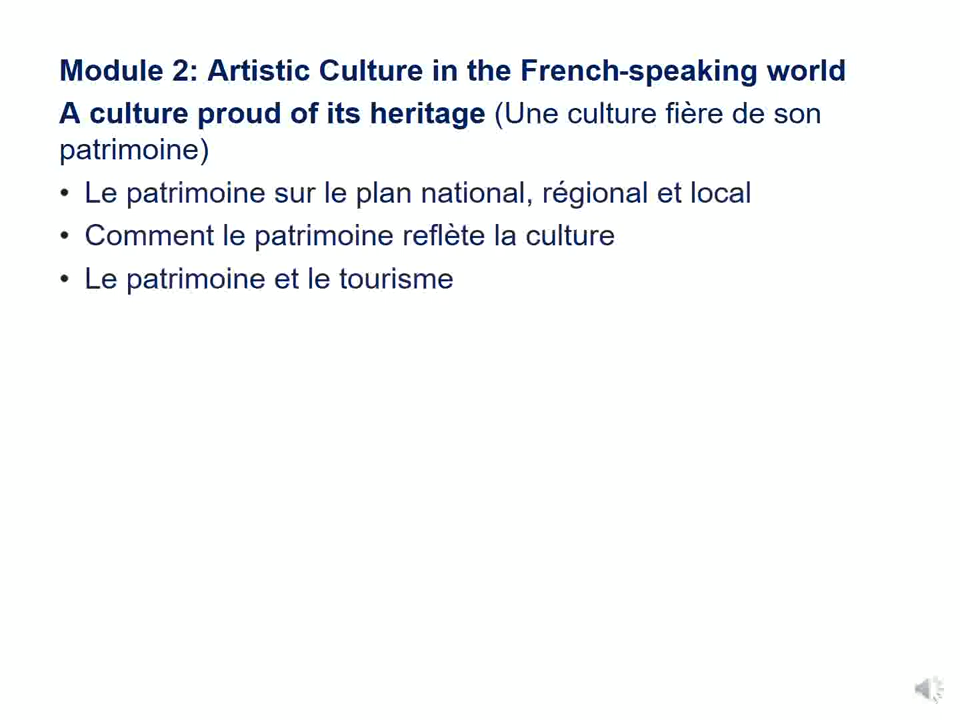 Module 2: Artistic Culture in the French-speaking world
A culture proud of its heritage (Une culture fière de son
patrimoine)
• Le patrimoine sur le plan national, régional et local
• Comment le patrimoine reflète la culture
• Le patrimoine et le tourisme